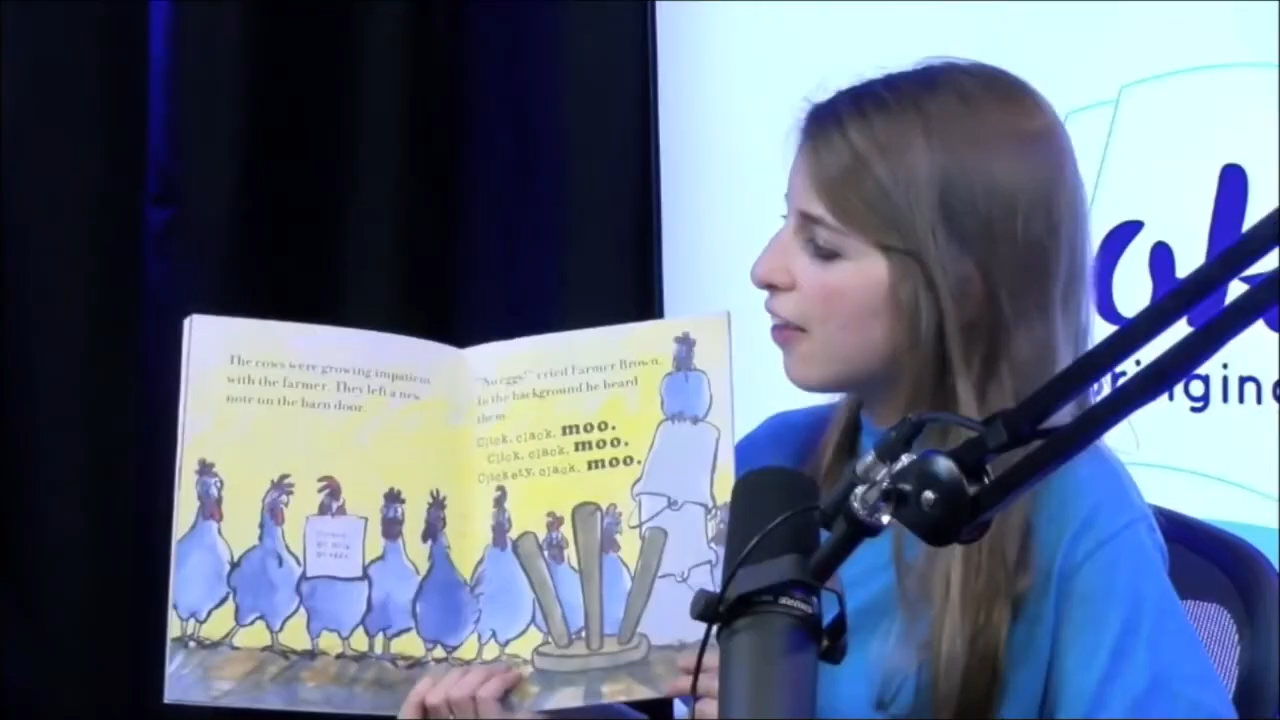 The cows were growing impatient
with the farmer. They left a new
note on the barn door.
"No eggs!" cried Farmer Brown.
In the background he heard
them.
Click, clack, moo.
Click, clack, moo.
Clickety, clack, moo.